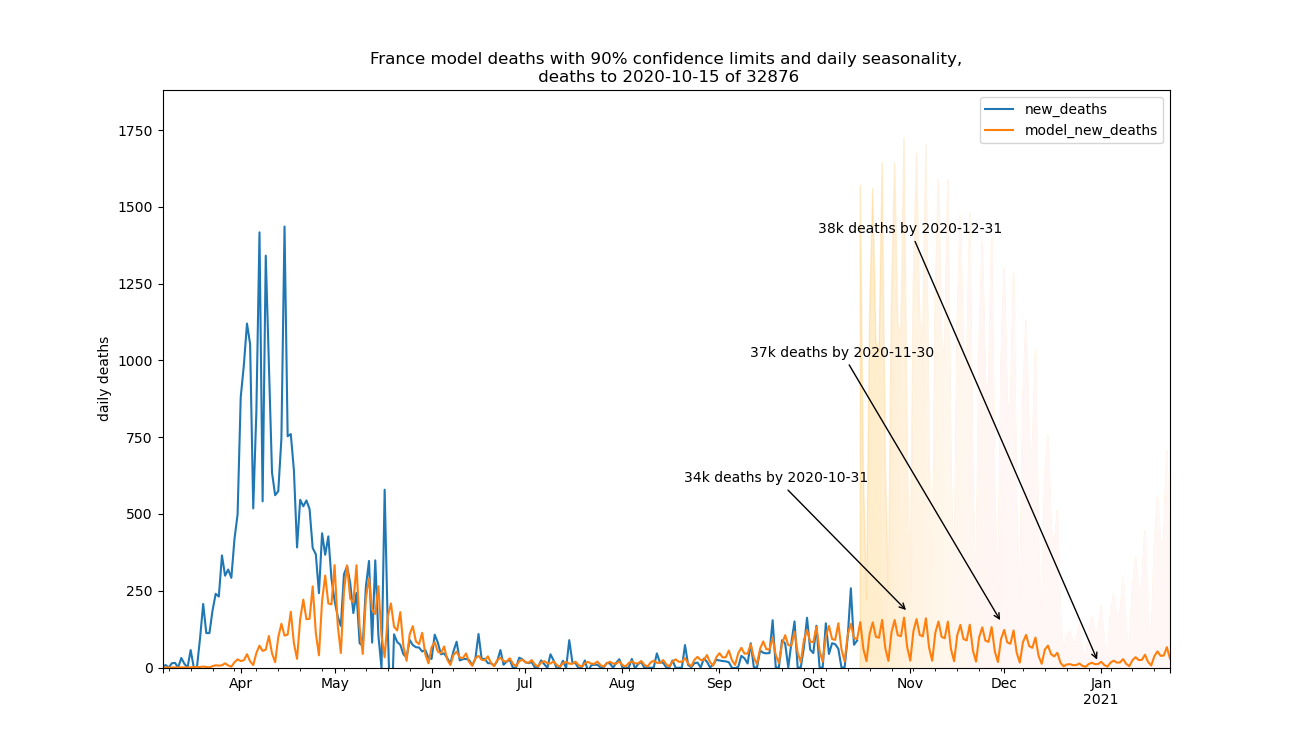 France model deaths with 90% confidence limits and daily seasonality,
deaths to 2020-10-15 of 32876
new_deaths
model_new_deaths
daily deaths
1750
1500
1250
1000
750
500
250
0
38k deaths by 2020-12-31
37k deaths by 2020-11-30
34k deaths by 2020-10-31
Apr May Jun Jul Aug Sep Oct Nov Dec Jan
2021